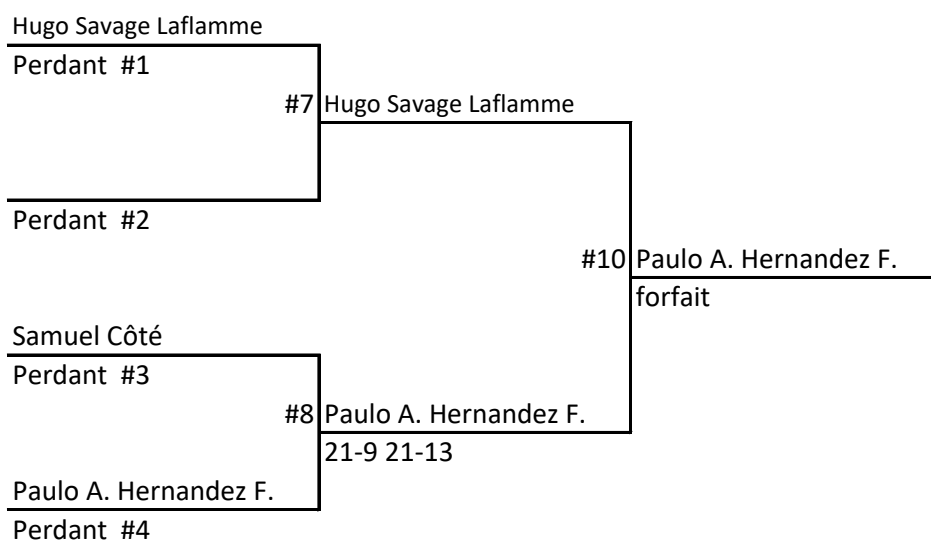 Hugo Savage Laflamme
Perdant  #1
#7 Hugo Savage Laflamme
Perdant  #2
#10 Paulo A. Hernandez F.
forfait
Samuel Côté
Perdant  #3
#8 Paulo A. Hernandez F.
21-9 21-13
Paulo A. Hernandez F.
Perdant  #4